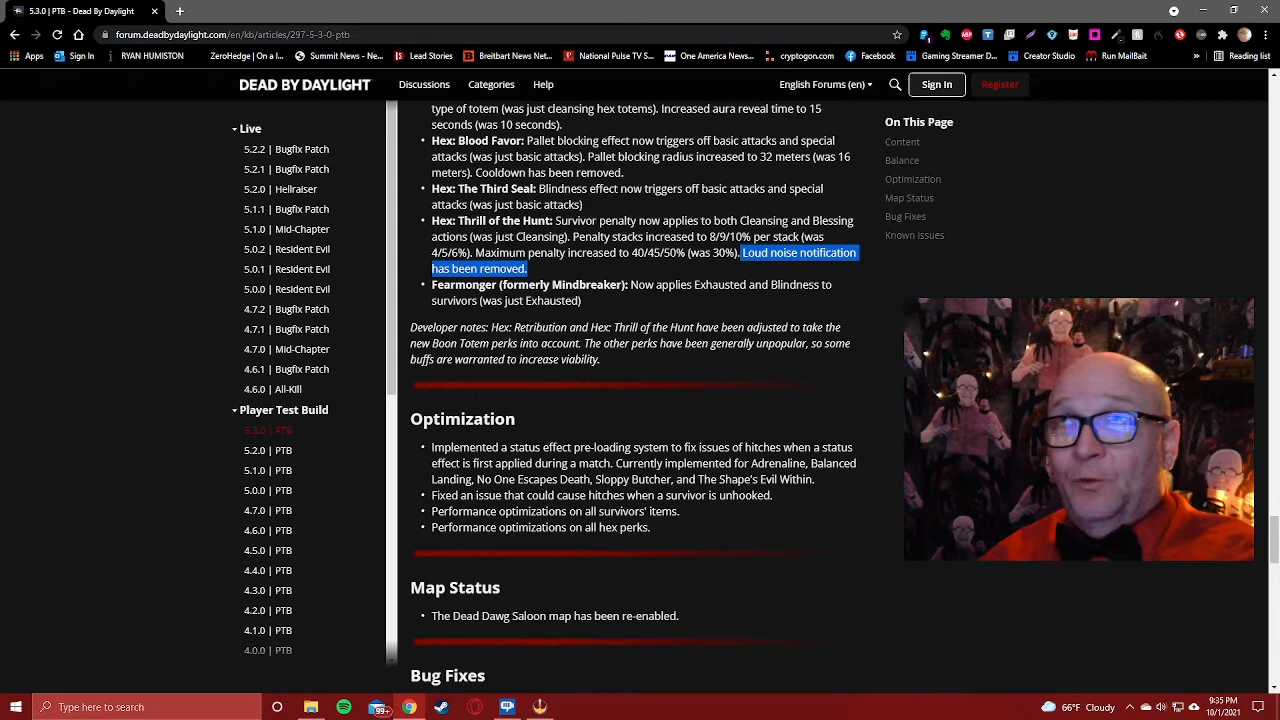 5.3.0 | PTB - Dead by Daylight
forum.deadbydaylight.com/en/kb/articles/297-5-3-0-ptb
Apps
Sign In
RYAN HUMISTON
ZeroHedge | On a L...
Summit News - Ne...
Lead Stories
Breitbart News Net...
National Pulse TV S...
One America New...
cryptogon.com
Facebook
Gaming Stream De...
Creator Studio
Run MailBait
»
Reading list
DEAD BY DAYLIGHT
Discussions
Categories
Help
English Forums (en)
Sign In
Register
Live
5.2.2 | Bugfix Patch
5.2.1 | Bugfix Patch
5.2.0 | Hellraiser
5.1.1 | Bugfix Patch
5.1.0 | Mid-Chapter
5.0.2 | Resident Evil
5.0.1 | Resident Evil
5.0.0 | Resident Evil
4.7.2 | Bugfix Patch
4.7.1 | Bugfix Patch
4.7.0 | Mid-Chapter
4.6.1 | Bugfix Patch
4.6.0 | All-Kill
Player Test Build
5.3.0 | PTB
5.2.0 | PTB
5.1.0 | PTB
5.0.0 | PTB
4.7.0 | PTB
4.6.0 | PTB
4.5.0 | PTB
4.4.0 | PTB
4.3.0 | PTB
4.2.0 | PTB
4.1.0 | PTB
4.0.0 | PTB
type of totem (was just cleansing hex totems). Increased aura reveal time to 15
seconds (was 10 seconds).
• Hex: Blood Favor: Pallet blocking effect now triggers off basic attacks and special
attacks (was just basic attacks). Pallet blocking radius increased to 32 meters (was 16
meters). Cooldown has been removed.
• Hex: The Third Seal: Blindness effect now triggers off basic attacks and special
attacks (was just basic attacks)
• Hex: Thrill of the Hunt: Survivor penalty now applies to both Cleansing and Blessing
actions (was just Cleansing). Penalty stacks increased to 8/9/10% per stack (was
4/5/6%). Maximum penalty increased to 40/45/50% (was 30%). Loud noise notification
has been removed.
• Fearmonger (formerly Mindbreaker): Now applies Exhausted and Blindness to
survivors (was just Exhausted)
Developer notes: Hex: Retribution and Hex: Thrill of the Hunt have been adjusted to take the
new Boon Totem perks into account. The other perks have been generally unpopular, so some
buffs are warranted to increase viability.
Optimization
• Implemented a status effect pre-loading system to fix issues of hitches when a status
effect is first applied during a match. Currently implemented for Adrenaline, Balanced
Landing, No One Escapes Death, Sloppy Butcher, and The Shape's Evil Within.
• Fixed an issue that could cause hitches when a survivor is unhooked.
• Performance optimizations on all survivors' items.
• Performance optimizations on all hex perks.
Map Status
• The Dead Dawg Saloon map has been re-enabled.
Bug Fixes
On This Page
Content
Balance
Optimization
Map Status
Bug Fixes
Known Issues
Type here to search
99+
66°F Cloudy
9:35 PM
10/1/2021